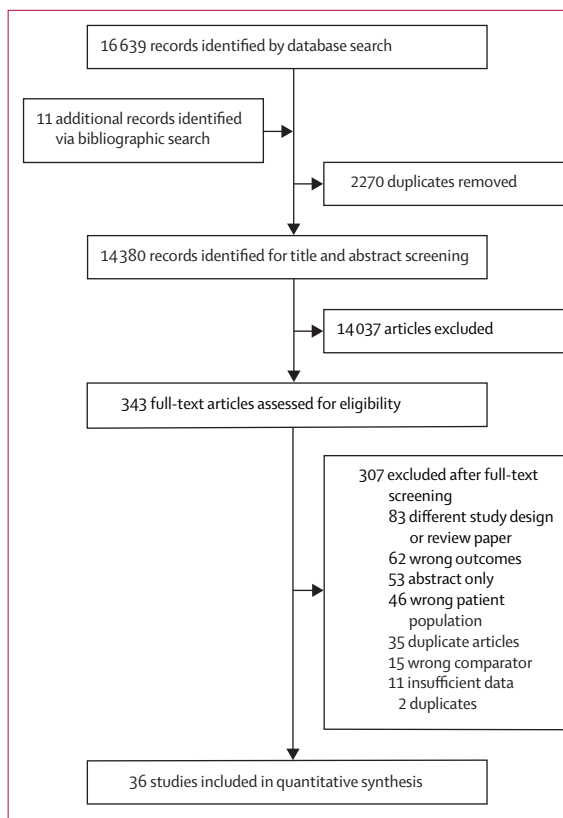 16 639 records identified by database search
11 additional records identified
via bibliographic search
2270 duplicates removed
14 380 records identified for title and abstract screening
14 037 articles excluded
343 full-text articles assessed for eligibility
307 excluded after full-text
screening
83 different study design
or review paper
62 wrong outcomes
53 abstract only
46 wrong patient
population
35 duplicate articles
15 wrong comparator
11 insufficient data
2 duplicates
36 studies included in quantitative synthesis